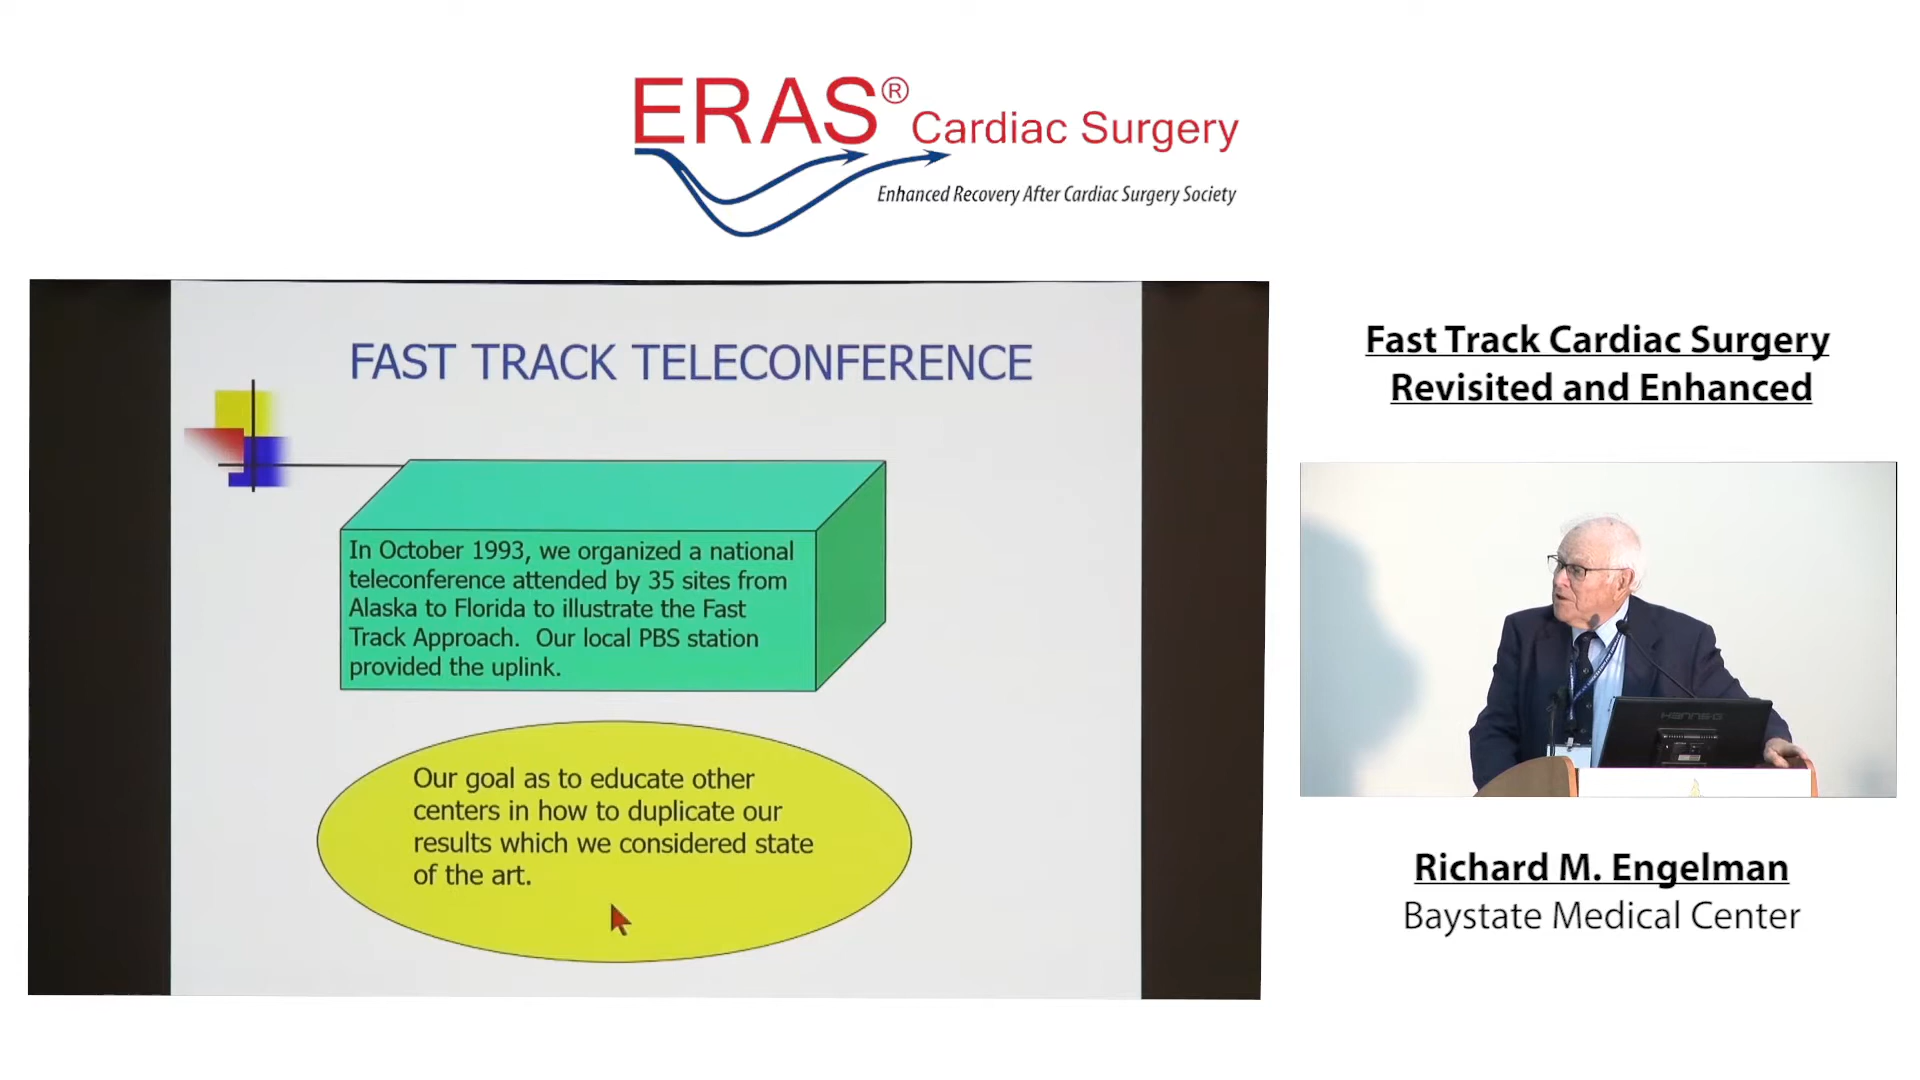 ERAS® Cardiac Surgery
Enhanced Recovery After Cardiac Surgery Society
FAST TRACK TELECONFERENCE
In October 1993, we organized a national
teleconference attended by 35 sites from
Alaska to Florida to illustrate the Fast
Track Approach. Our local PBS station
provided the uplink.
Our goal as to educate other
centers in how to duplicate our
results which we considered state
of the art.
Fast Track Cardiac Surgery
Revisited and Enhanced
HANNS-G
Richard M. Engelman
Baystate Medical Center